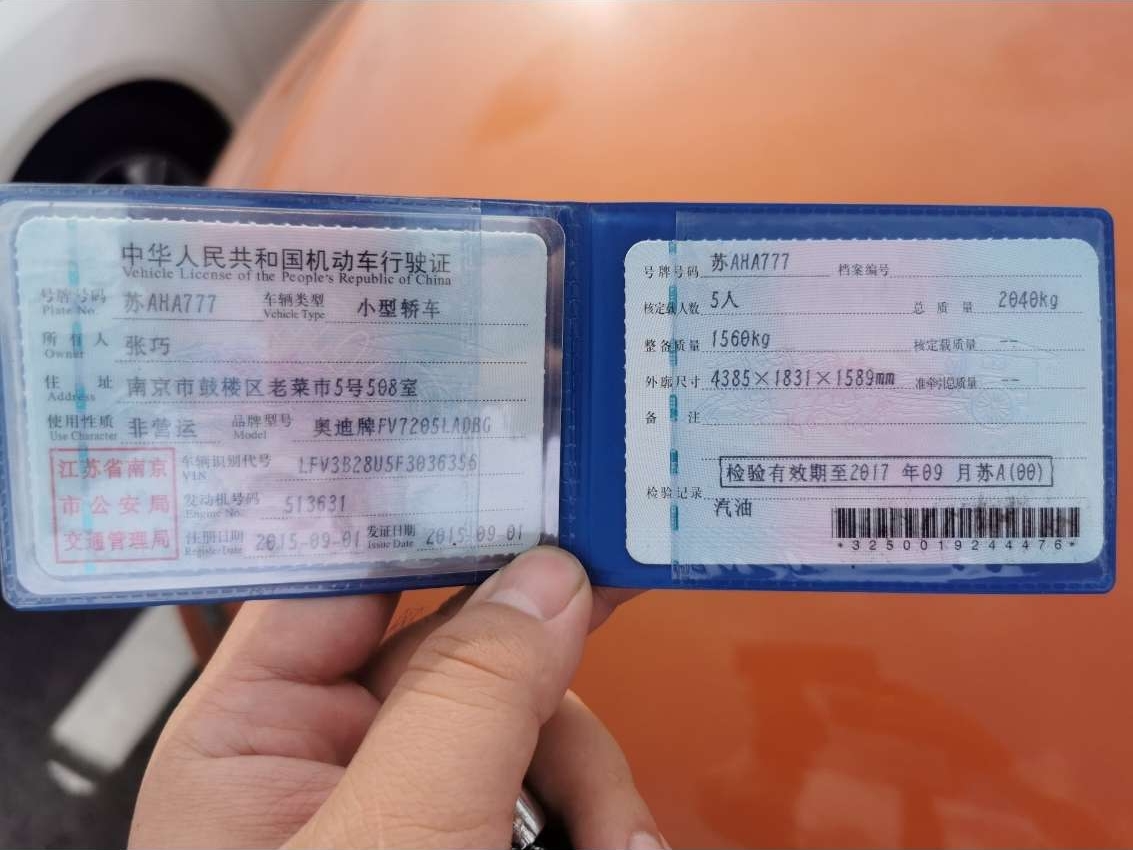 中华人民共和国机动车行驶证
Vehicle License of the People's Republic of China
号牌号码 苏AHA777 车辆类型 小型轿车
Plate No. Vehicle Type
所有人 张巧
Owner
住址 南京市鼓楼区老菜市5号508室
Address
使用性质 非营运 品牌型号 奥迪牌FV7205LADBG
Use Character Model
江苏省南京市公安局交通管理局
车辆识别代号 LFV3B28U5F3036356
VIN
发动机号码 513631
Engine No.
注册日期 2015-09-01 发证日期 2015-09-01
Register Date Issue Date
号牌号码 苏AHA777 档案编号
核定载人数 5人 总质量 2040kg
整备质量 1560kg 核定载质量 --
外廓尺寸 4385×1831×1589mm 准牵引总质量 --
备注
检验有效期至2017 年09 月苏A(00)
检验记录
汽油
*3250019244476*